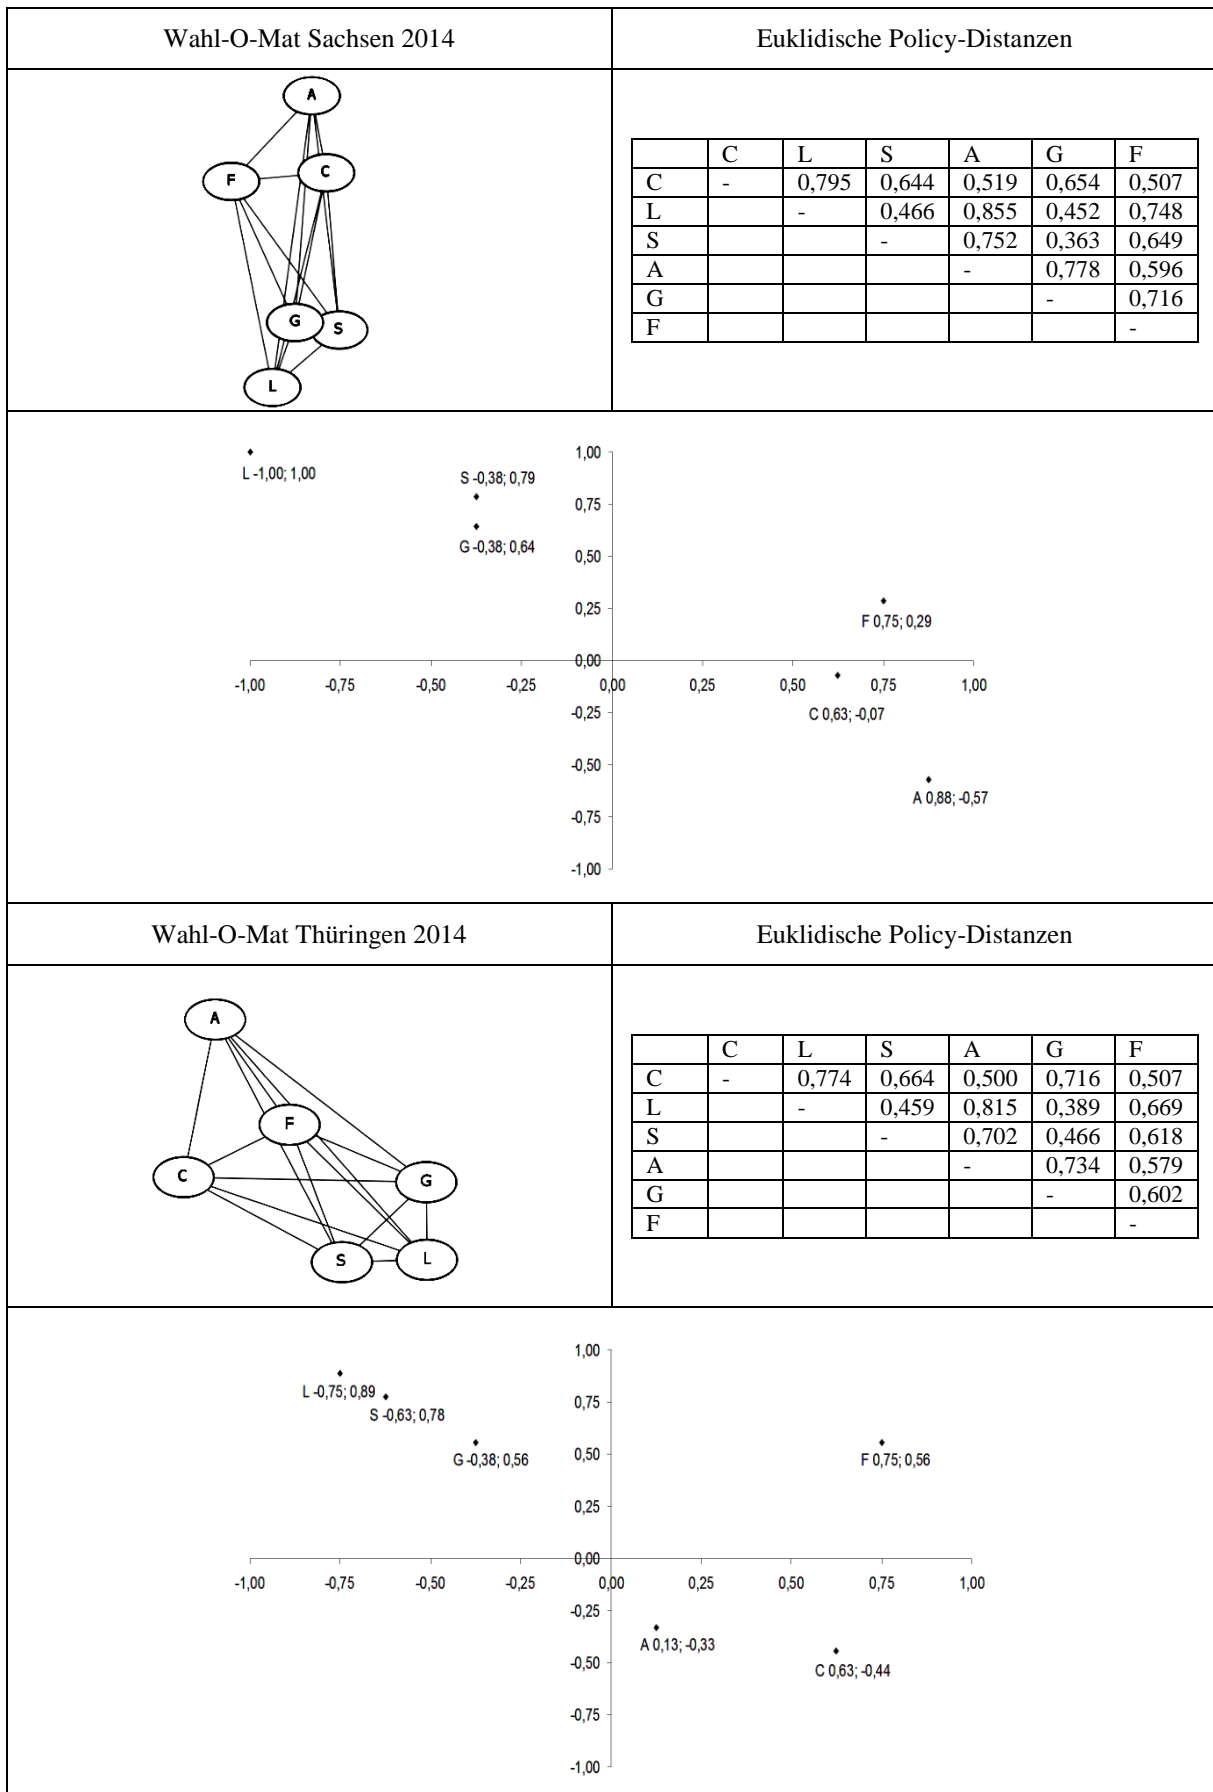 Wahl-O-Mat Sachsen 2014
Euklidische Policy-Distanzen
A
F
C
G
S
L
C L S A G F
C - 0,795 0,644 0,519 0,654 0,507
L - 0,466 0,855 0,452 0,748
S - 0,752 0,363 0,649
A - 0,778 0,596
G - 0,716
F -
1,00
L -1,00; 1,00
S -0,38; 0,79
0,75
G -0,38; 0,64
0,50
0,25
F 0,75; 0,29
0,00
-1,00 -0,75 -0,50 -0,25 0,00 0,25 0,50 0,75 1,00
-0,25
C 0,63; -0,07
-0,50
-0,75
A 0,88; -0,57
-1,00
Wahl-O-Mat Thüringen 2014
Euklidische Policy-Distanzen
A
F
C
G
S
L
C L S A G F
C - 0,774 0,664 0,500 0,716 0,507
L - 0,459 0,815 0,389 0,669
S - 0,702 0,466 0,618
A - 0,734 0,579
G - 0,602
F -
1,00
L -0,75; 0,89
0,75
S -0,63; 0,78
0,50
G -0,38; 0,56
F 0,75; 0,56
0,25
0,00
-1,00 -0,75 -0,50 -0,25 0,00 0,25 0,50 0,75 1,00
-0,25
A 0,13; -0,33
-0,50
C 0,63; -0,44
-0,75
-1,00